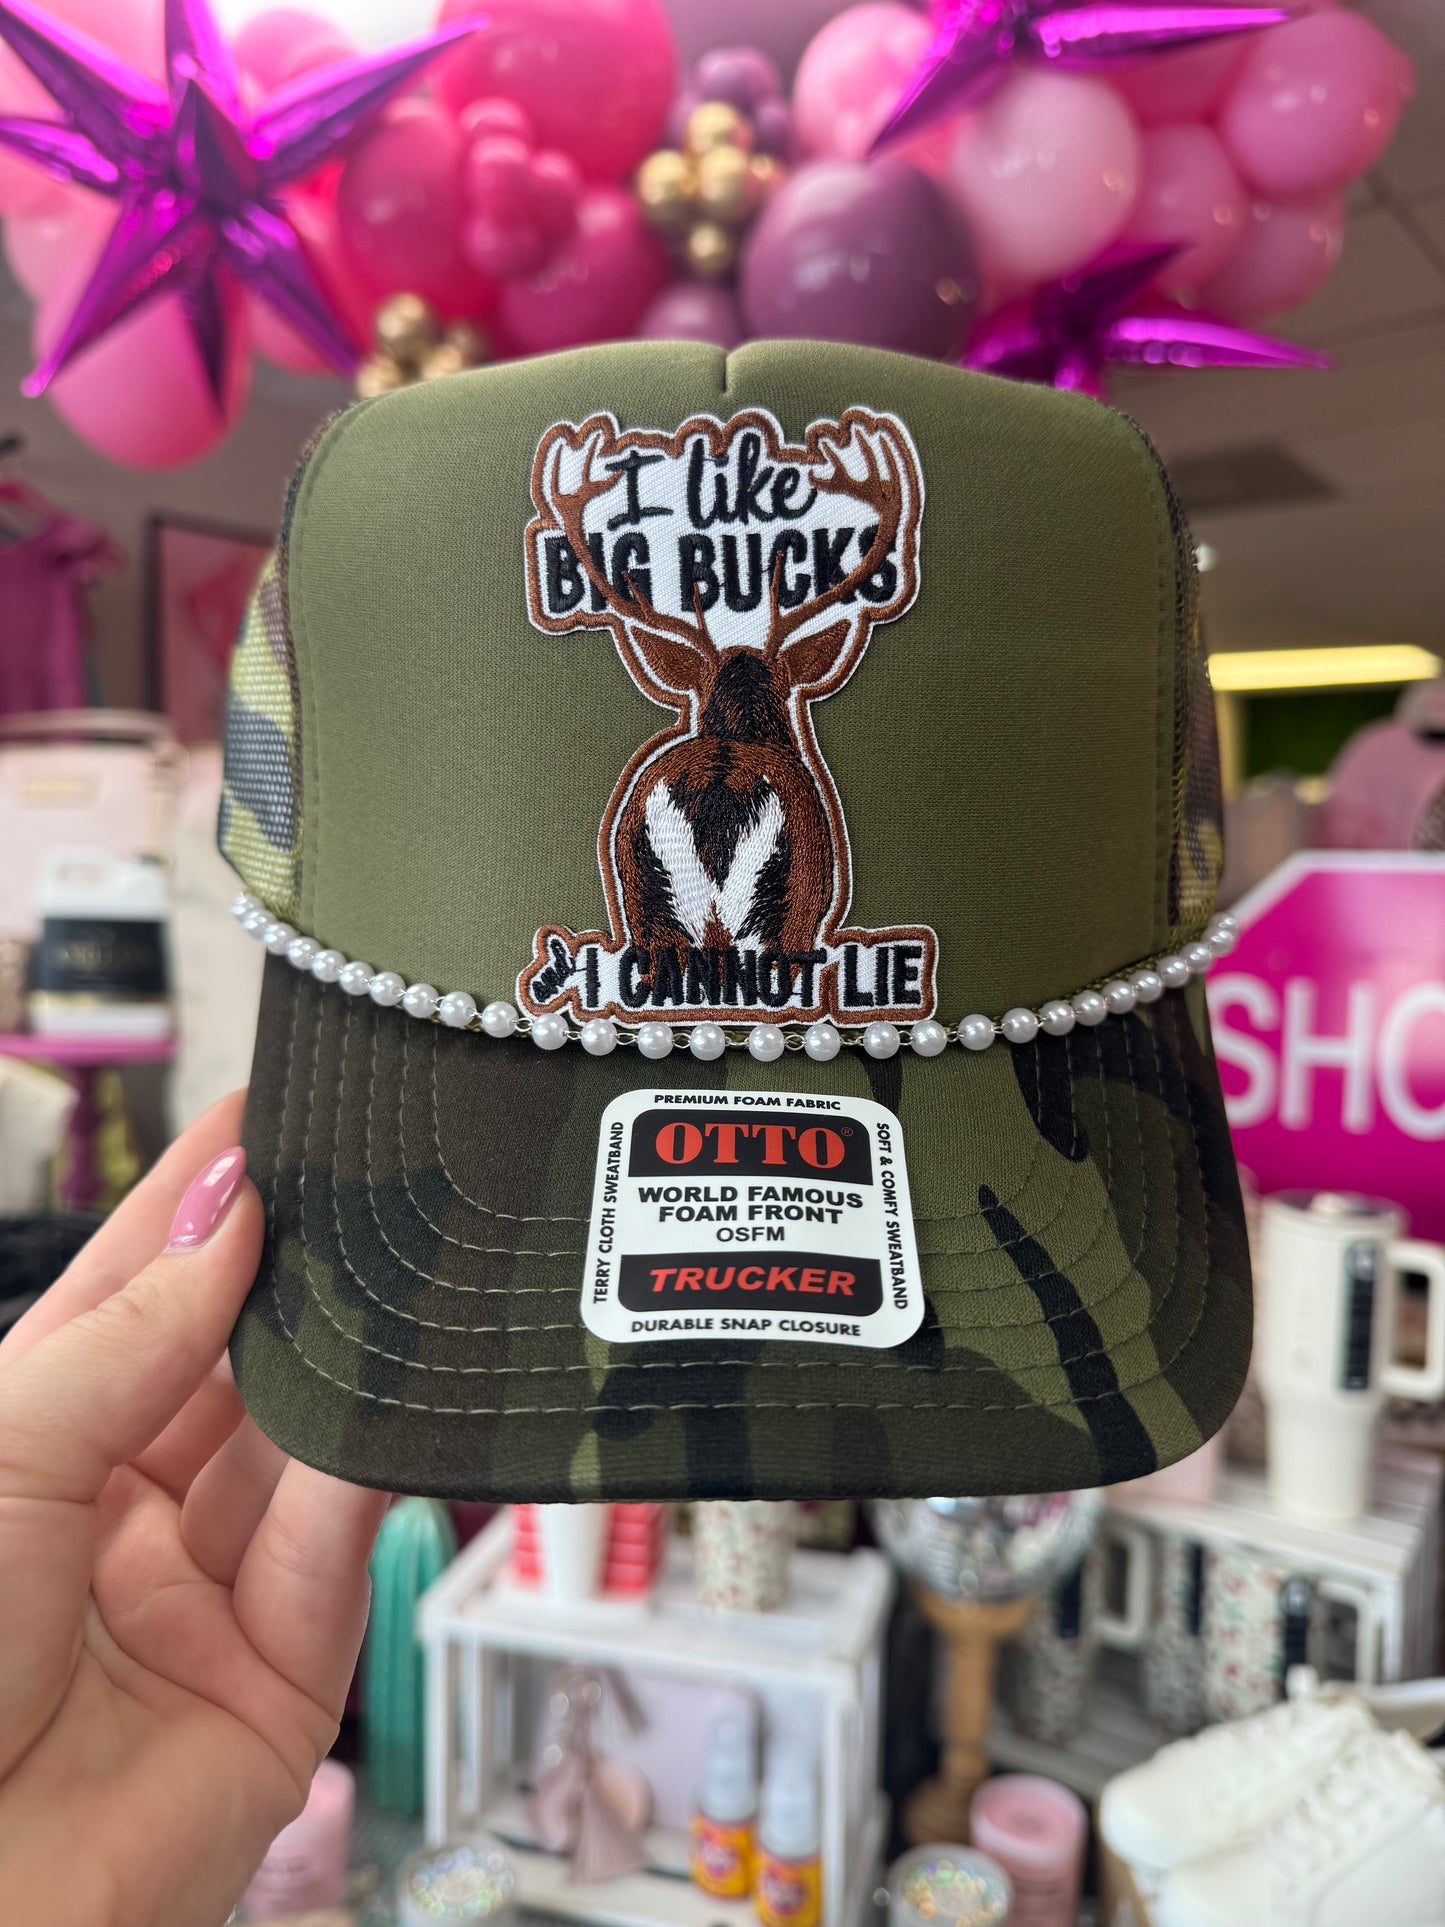 I like
BIG BUCKS
and I CANNOT LIE
PREMIUM FOAM FABRIC
OTTO®
WORLD FAMOUS
FOAM FRONT
OSFM
TRUCKER
DURABLE SNAP CLOSURE
TERRY CLOTH SWEATBAND
SOFT & COMFY SWEATBAND
SHO